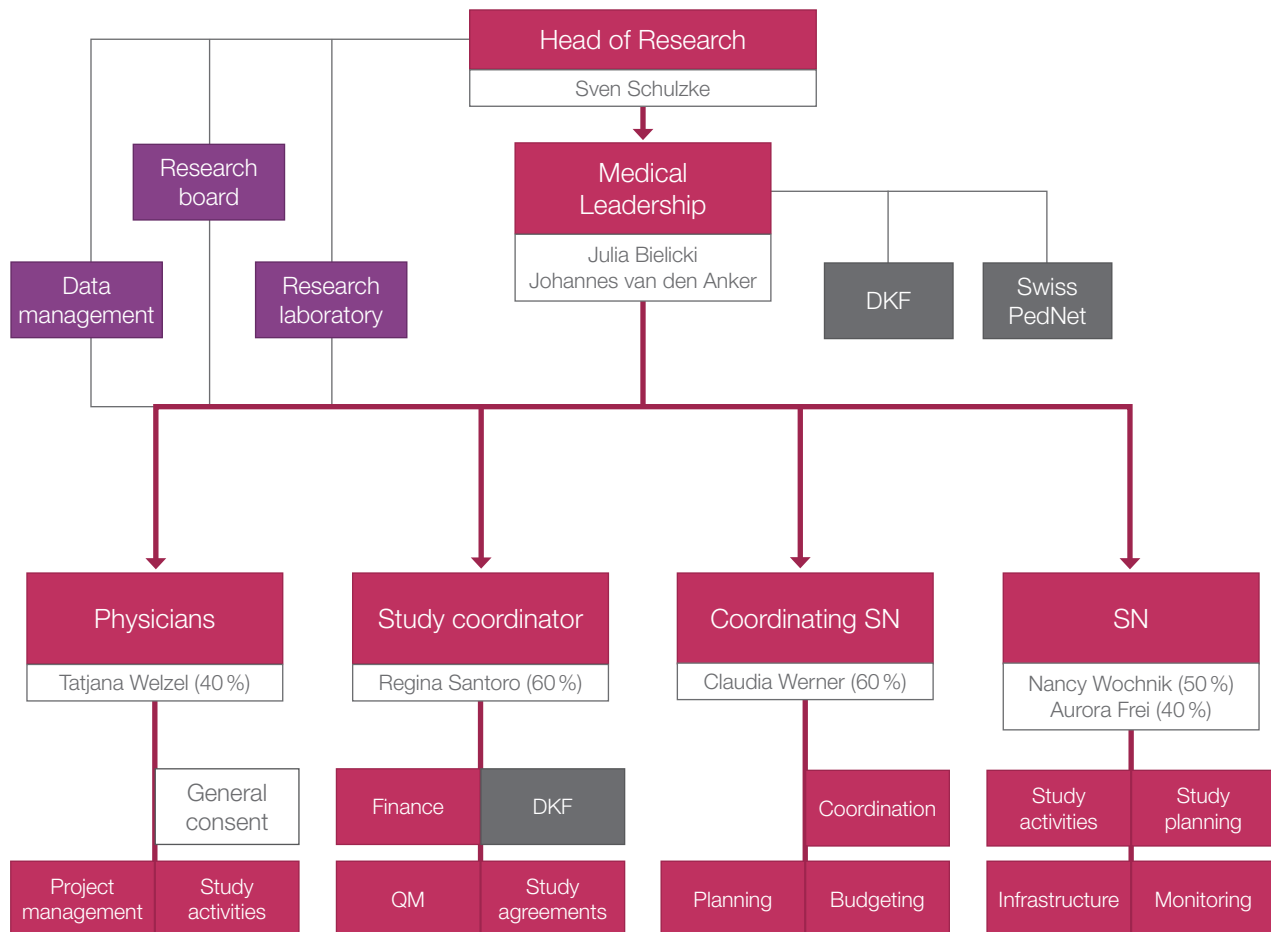 Head of Research
Sven Schulzke
Research
board
Medical
Leadership
Julia Bielicki
Johannes van den Anker
Data
management
Research
laboratory
DKF
Swiss
PedNet
Physicians
Tatjana Welzel (40 %)
Study coordinator
Regina Santoro (60 %)
Coordinating SN
Claudia Werner (60 %)
SN
Nancy Wochnik (50 %)
Aurora Frei (40 %)
General
consent
Project
management
Study
activities
Finance
DKF
QM
Study
agreements
Coordination
Planning
Budgeting
Study
activities
Study
planning
Infrastructure
Monitoring